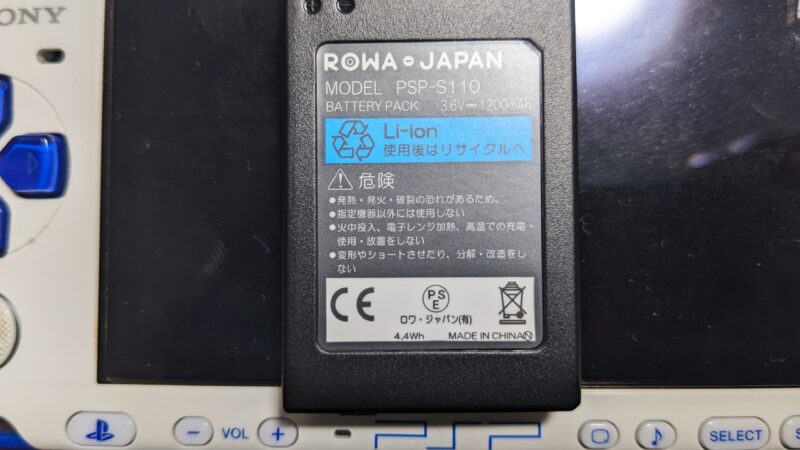 SONY
ROWA JAPAN
MODEL PSP-S110
BATTERY PACK 3.6V⎓1200mAh
Li-ion
使用後はリサイクルへ
危険
●発熱・発火・破裂の恐れがあるため、
●指定機器以外には使用しない
●火中投入、電子レンジ加熱、高温での充電・
使用・放置をしない
●変形やショートさせたり、分解・改造をし
ない
CE
PS
E
ロワ・ジャパン(有)
4.4Wh MADE IN CHINA
VOL
SELECT